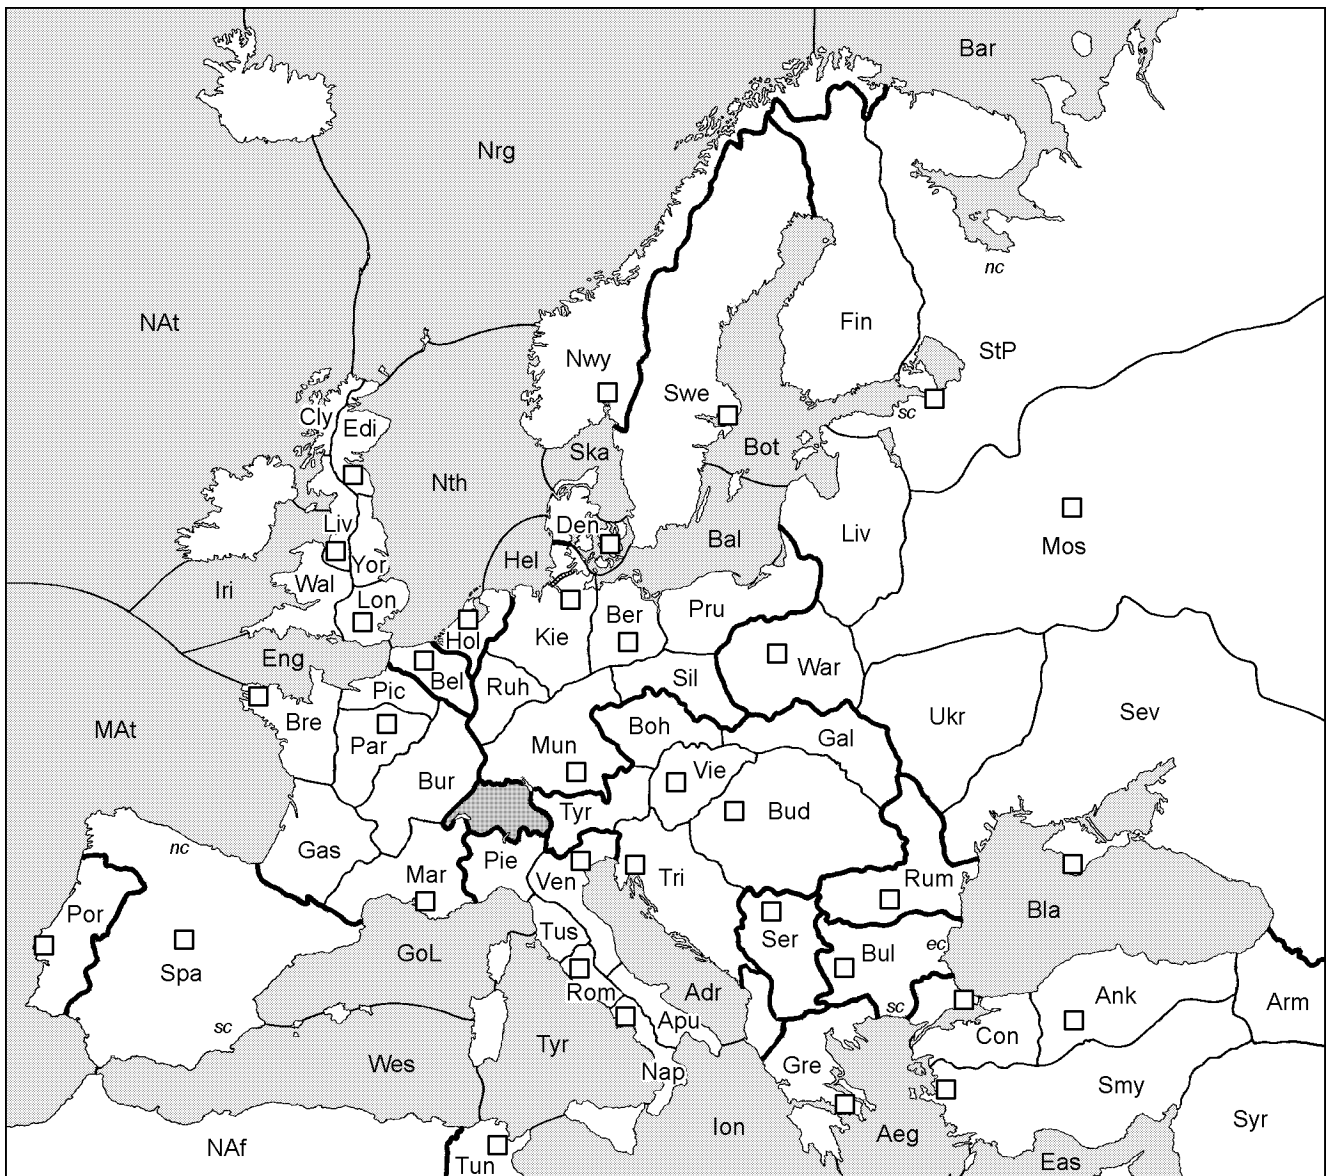 Bar
Nrg
nc
NAt
Fin
StP
Nwy
Swe
sc
Cly
Edi
Ska
Bot
Nth
Liv
Den
Bal
Liv
Mos
Hel
Yor
Iri
Wal
Lon
Ber
Pru
Hol
Kie
Eng
War
Bel
Pic
Ruh
Sil
Bre
Ukr
Sev
MAt
Par
Boh
Gal
Mun
Vie
Bur
Tyr
Bud
nc
Gas
Pie
Mar
Ven
Tri
Rum
Por
Bla
Tus
Ser
Bul
ec
GoL
Spa
Rom
Adr
Ank
Arm
sc
sc
Apu
Con
Tyr
Wes
Nap
Gre
Smy
Syr
Ion
Aeg
NAf
Eas
Tun